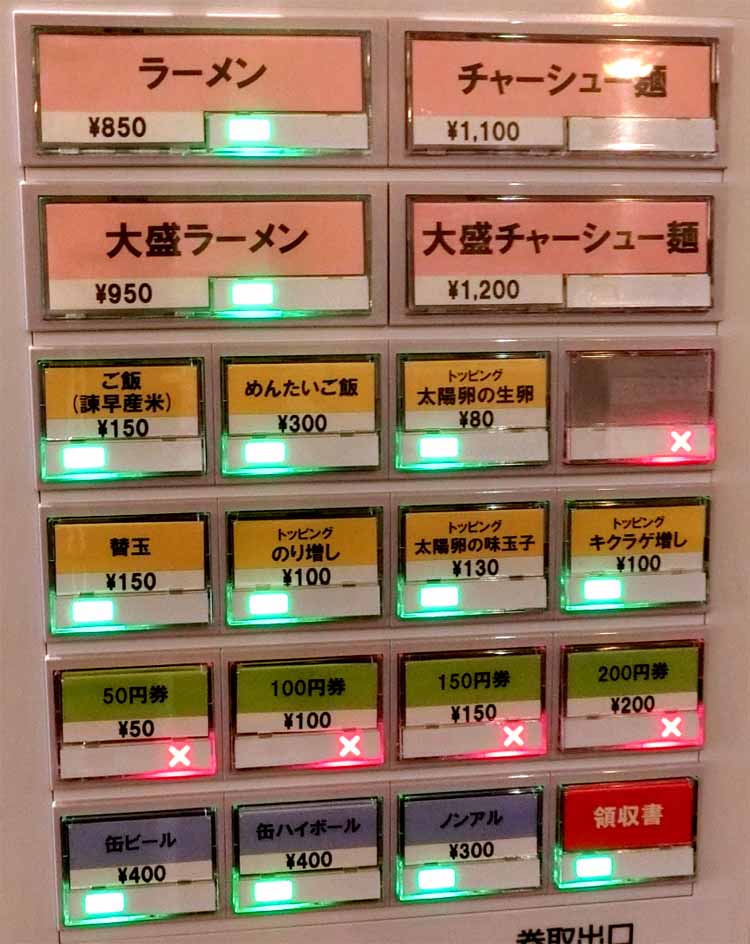 ラーメン
¥850
チャーシュー麺
¥1,100
大盛ラーメン
¥950
大盛チャーシュー麺
¥1,200
ご飯
(諫早産米)
¥150
めんたいご飯
¥300
トッピング
太陽卵の生卵
¥80
×
替玉
¥150
トッピング
のり増し
¥100
トッピング
太陽卵の味玉子
¥130
トッピング
キクラゲ増し
¥100
50円券
¥50
×
100円券
¥100
×
150円券
¥150
×
200円券
¥200
×
缶ビール
¥400
缶ハイボール
¥400
ノンアル
¥300
領収書
券取出口